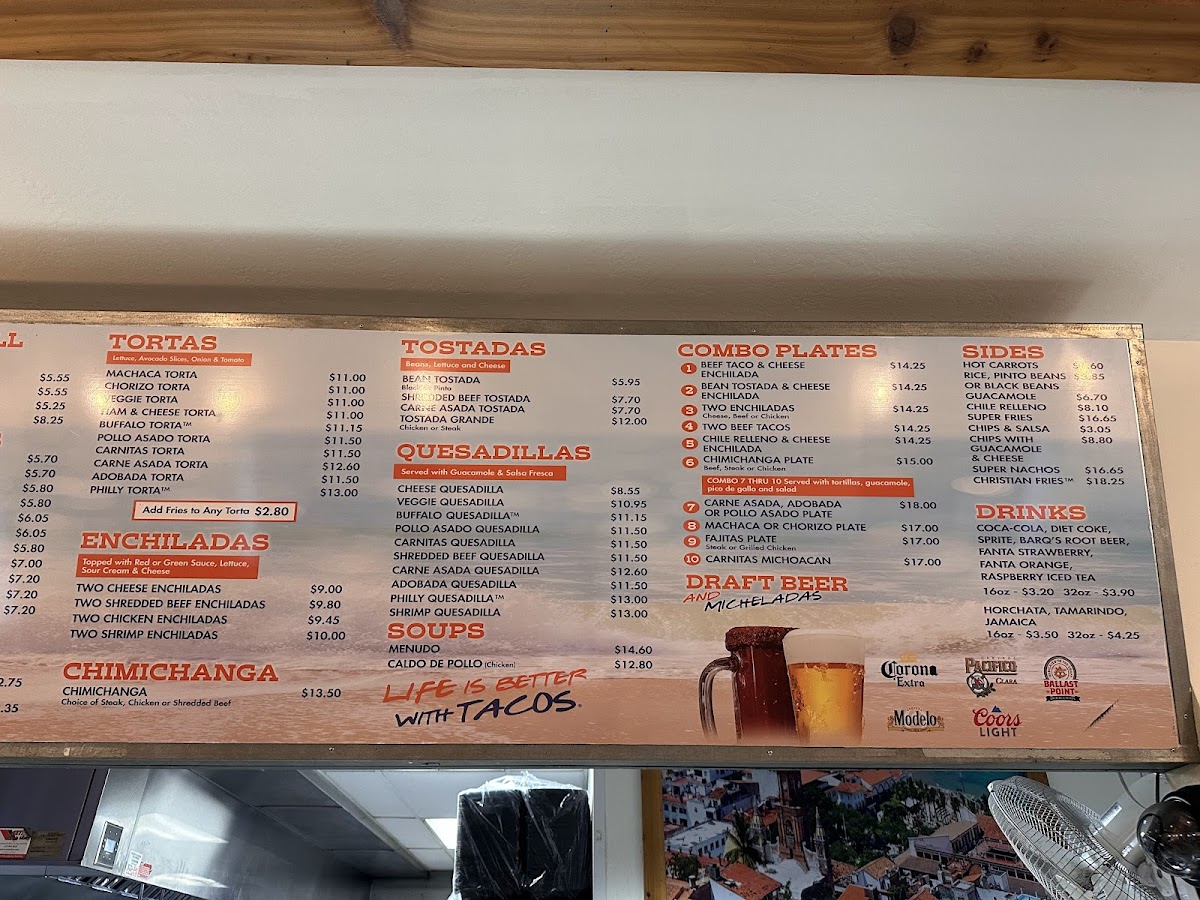 LL
$5.55
$5.55
$5.25
$8.25
S
$5.70
$5.70
$5.80
$5.80
$6.05
$6.05
$5.80
$7.00
$7.20
$7.20
$7.20
2.75
.35
TORTAS
Lettuce, Avocado Slices, Onion & Tomato
MACHACA TORTA $11.00
CHORIZO TORTA $11.00
VEGGIE TORTA $11.00
HAM & CHEESE TORTA $11.00
BUFFALO TORTA™ $11.15
POLLO ASADO TORTA $11.50
CARNITAS TORTA $11.50
CARNE ASADA TORTA $12.60
ADOBADA TORTA $11.50
PHILLY TORTA™ $13.00
Add Fries to Any Torta $2.80
ENCHILADAS
Topped with Red or Green Sauce, Lettuce,
Sour Cream & Cheese
TWO CHEESE ENCHILADAS $9.00
TWO SHREDDED BEEF ENCHILADAS $9.80
TWO CHICKEN ENCHILADAS $9.45
TWO SHRIMP ENCHILADAS $10.00
CHIMICHANGA
CHIMICHANGA $13.50
Choice of Steak, Chicken or Shredded Beef
TOSTADAS
Beans, Lettuce and Cheese
BEAN TOSTADA $5.95
Black or Pinto
SHREDDED BEEF TOSTADA $7.70
CARNE ASADA TOSTADA $7.70
TOSTADA GRANDE $12.00
Chicken or Steak
QUESADILLAS
Served with Guacamole & Salsa Fresca
CHEESE QUESADILLA $8.55
VEGGIE QUESADILLA $10.95
BUFFALO QUESADILLA™ $11.15
POLLO ASADO QUESADILLA $11.50
CARNITAS QUESADILLA $11.50
SHREDDED BEEF QUESADILLA $11.50
CARNE ASADA QUESADILLA $12.60
ADOBADA QUESADILLA $11.50
PHILLY QUESADILLA™ $13.00
SHRIMP QUESADILLA $13.00
SOUPS
MENUDO $14.60
CALDO DE POLLO (Chicken) $12.80
LIFE IS BETTER
WITH TACOS®
COMBO PLATES
1 BEEF TACO & CHEESE $14.25
ENCHILADA
2 BEAN TOSTADA & CHEESE $14.25
ENCHILADA
3 TWO ENCHILADAS $14.25
Cheese, Beef or Chicken
4 TWO BEEF TACOS $14.25
5 CHILE RELLENO & CHEESE $14.25
ENCHILADA
6 CHIMICHANGA PLATE $15.00
Beef, Steak or Chicken
COMBO 7 THRU 10 Served with tortillas, guacamole,
pico de gallo and salad
7 CARNE ASADA, ADOBADA $18.00
OR POLLO ASADO PLATE
8 MACHACA OR CHORIZO PLATE $17.00
9 FAJITAS PLATE $17.00
Steak or Grilled Chicken
10 CARNITAS MICHOACAN $17.00
DRAFT BEER
AND MICHELADAS
SIDES
HOT CARROTS .60
RICE, PINTO BEANS .85
OR BLACK BEANS
GUACAMOLE $6.70
CHILE RELLENO $8.10
SUPER FRIES $16.65
CHIPS & SALSA $3.05
CHIPS WITH $8.80
GUACAMOLE
& CHEESE
SUPER NACHOS $16.65
CHRISTIAN FRIES™ $18.25
DRINKS
COCA-COLA, DIET COKE,
SPRITE, BARQ'S ROOT BEER,
FANTA STRAWBERRY,
FANTA ORANGE,
RASPBERRY ICED TEA
16oz - $3.20 32oz - $3.90
HORCHATA, TAMARINDO,
JAMAICA
16oz - $3.50 32oz - $4.25
Corona
Extra
PACIFICO
CLARA
BALLAST
POINT
Modelo
Coors
LIGHT